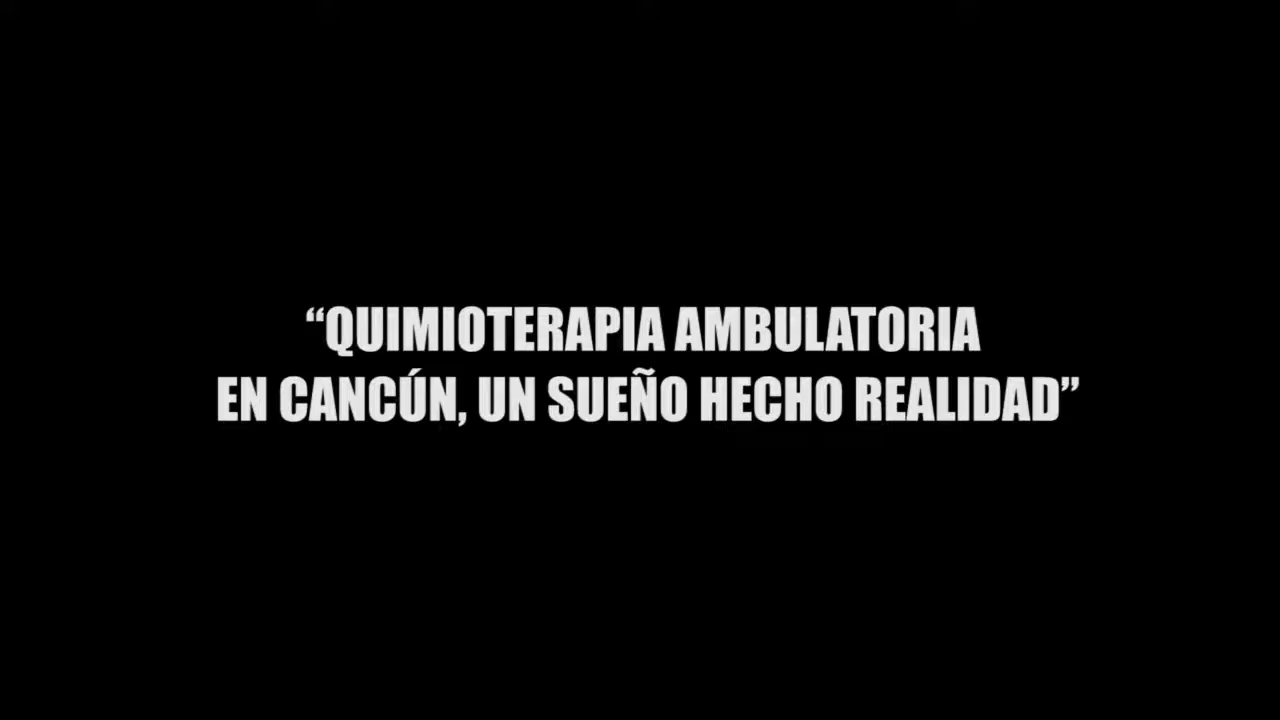 “QUIMIOTERAPIA AMBULATORIA
EN CANCÚN, UN SUEÑO HECHO REALIDAD”